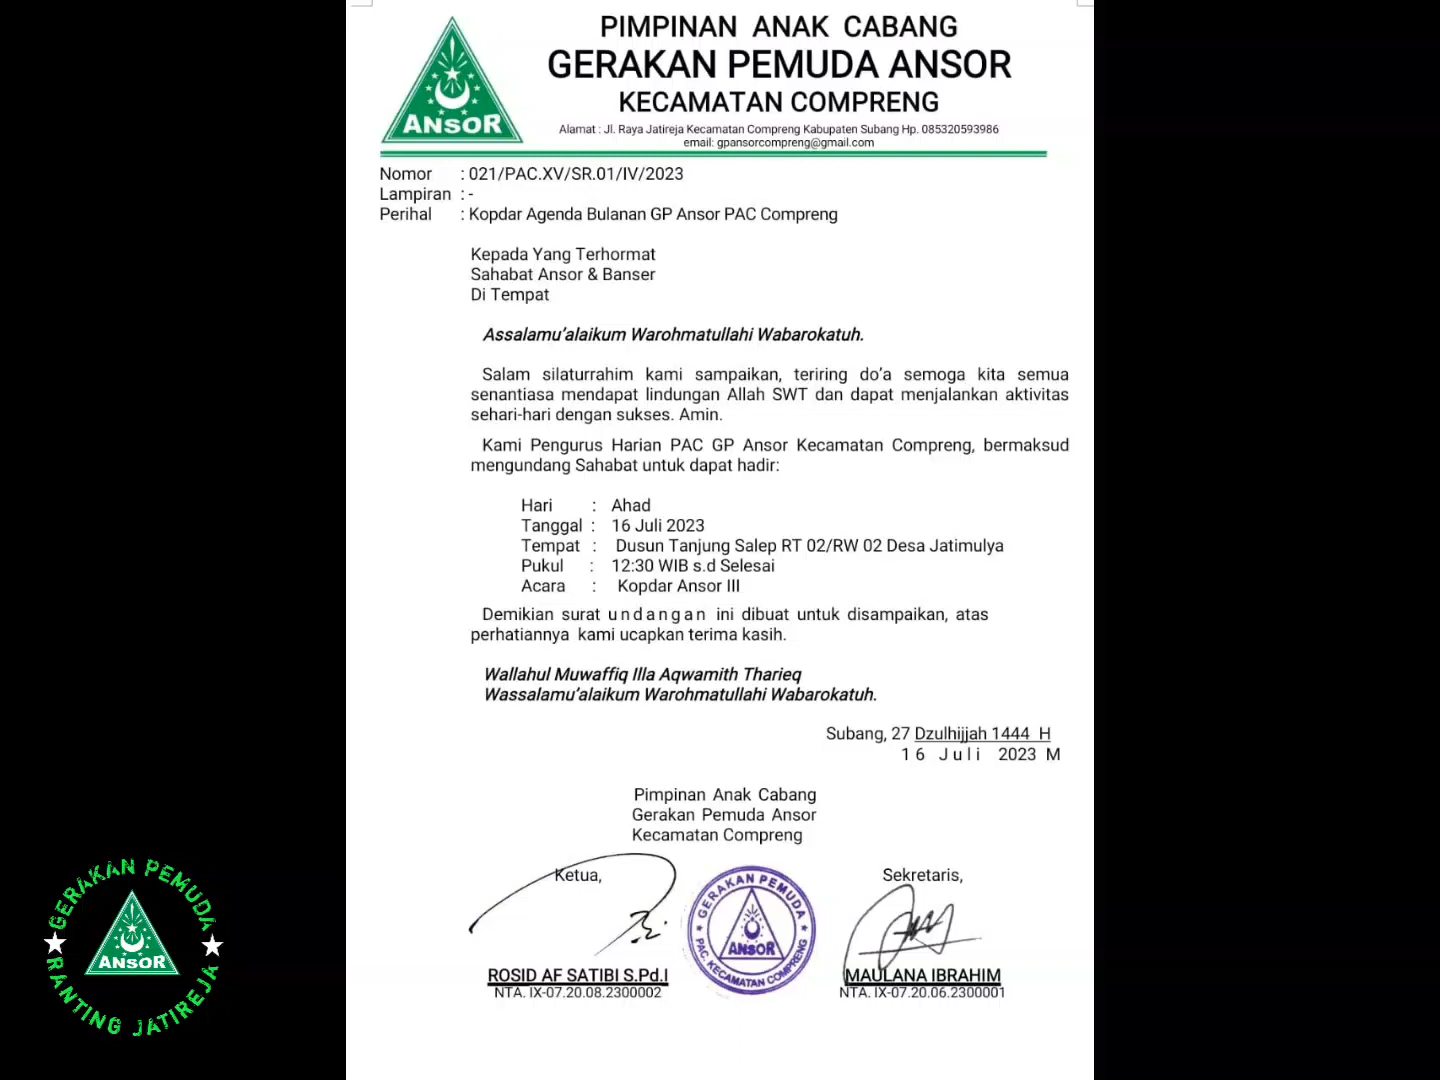 PIMPINAN ANAK CABANG
GERAKAN PEMUDA ANSOR
KECAMATAN COMPRENG
Alamat : Jl. Raya Jatireja Kecamatan Compreng Kabupaten Subang Hp. 085320593986
email: gpansorcompreng@gmail.com
ANSOR
Nomor : 021/PAC.XV/SR.01/IV/2023
Lampiran : -
Perihal : Kopdar Agenda Bulanan GP Ansor PAC Compreng
Kepada Yang Terhormat
Sahabat Ansor & Banser
Di Tempat
Assalamu’alaikum Warohmatullahi Wabarokatuh.
Salam silaturrahim kami sampaikan, teriring do’a semoga kita semua
senantiasa mendapat lindungan Allah SWT dan dapat menjalankan aktivitas
sehari-hari dengan sukses. Amin.
Kami Pengurus Harian PAC GP Ansor Kecamatan Compreng, bermaksud
mengundang Sahabat untuk dapat hadir:
Hari : Ahad
Tanggal : 16 Juli 2023
Tempat : Dusun Tanjung Salep RT 02/RW 02 Desa Jatimulya
Pukul : 12:30 WIB s.d Selesai
Acara : Kopdar Ansor III
Demikian surat undangan ini dibuat untuk disampaikan, atas
perhatiannya kami ucapkan terima kasih.
Wallahul Muwaffiq Illa Aqwamith Tharieq
Wassalamu’alaikum Warohmatullahi Wabarokatuh.
Subang, 27 Dzulhijjah 1444 H
16 Juli 2023 M
Pimpinan Anak Cabang
Gerakan Pemuda Ansor
Kecamatan Compreng
Ketua,
Sekretaris,
GERAKAN PEMUDA
ANSOR
PAC. KECAMATAN COMPRENG
ROSID AF SATIBI S.Pd.I
NTA. IX-07.20.08.2300002
MAULANA IBRAHIM
NTA. IX-07.20.06.2300001
GERAKAN PEMUDA
ANSOR
RANTING JATIREJA